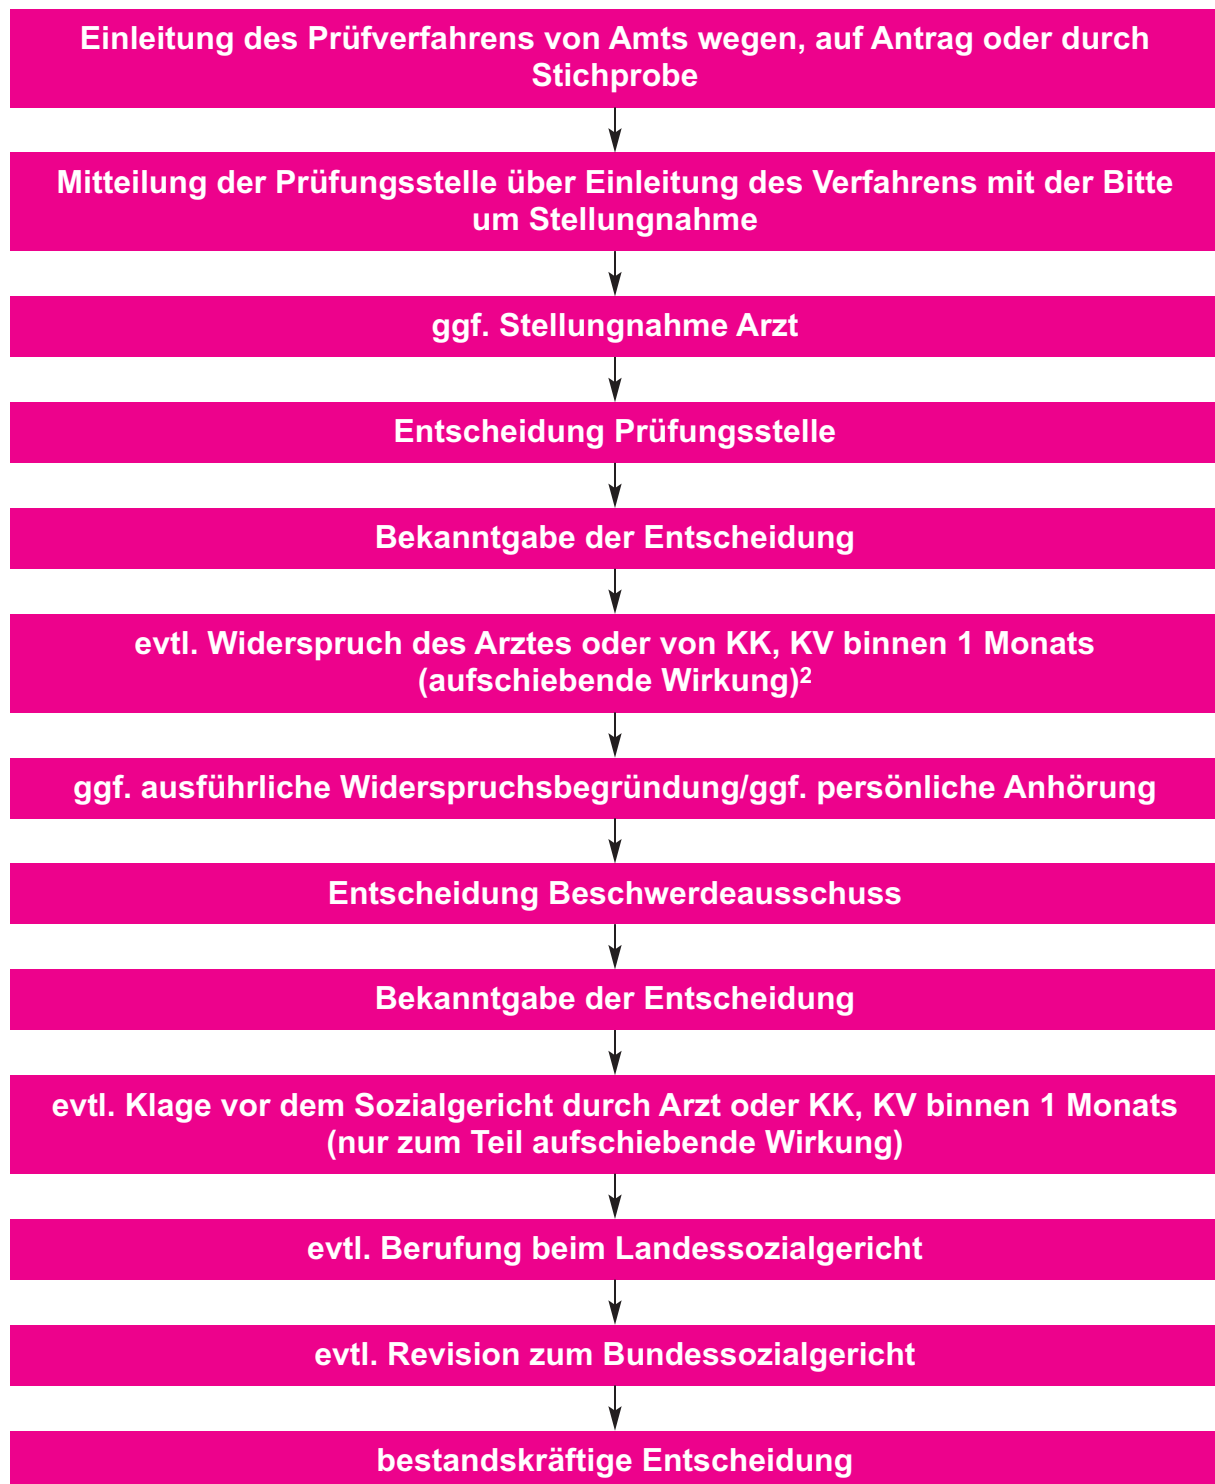 Einleitung des Prüfverfahrens von Amts wegen, auf Antrag oder durch
Stichprobe
Mitteilung der Prüfungsstelle über Einleitung des Verfahrens mit der Bitte
um Stellungnahme
ggf. Stellungnahme Arzt
Entscheidung Prüfungsstelle
Bekanntgabe der Entscheidung
evtl. Widerspruch des Arztes oder von KK, KV binnen 1 Monats
(aufschiebende Wirkung)²
ggf. ausführliche Widerspruchsbegründung/ggf. persönliche Anhörung
Entscheidung Beschwerdeausschuss
Bekanntgabe der Entscheidung
evtl. Klage vor dem Sozialgericht durch Arzt oder KK, KV binnen 1 Monats
(nur zum Teil aufschiebende Wirkung)
evtl. Berufung beim Landessozialgericht
evtl. Revision zum Bundessozialgericht
bestandskräftige Entscheidung